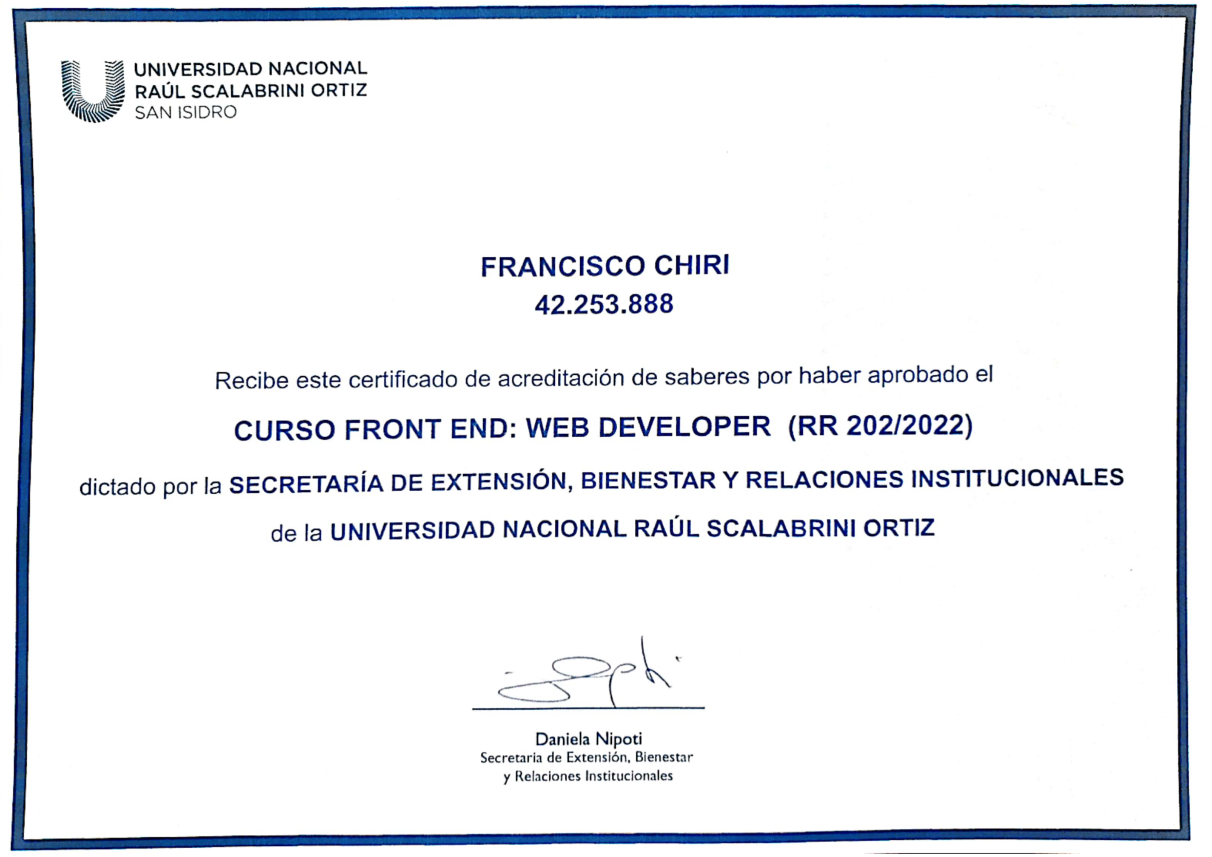 UNIVERSIDAD NACIONAL
RAÚL SCALABRINI ORTIZ
SAN ISIDRO
FRANCISCO CHIRI
42.253.888
Recibe este certificado de acreditación de saberes por haber aprobado el
CURSO FRONT END: WEB DEVELOPER (RR 202/2022)
dictado por la SECRETARÍA DE EXTENSIÓN, BIENESTAR Y RELACIONES INSTITUCIONALES
de la UNIVERSIDAD NACIONAL RAÚL SCALABRINI ORTIZ
Daniela Nipoti
Secretaria de Extensión, Bienestar
y Relaciones Institucionales